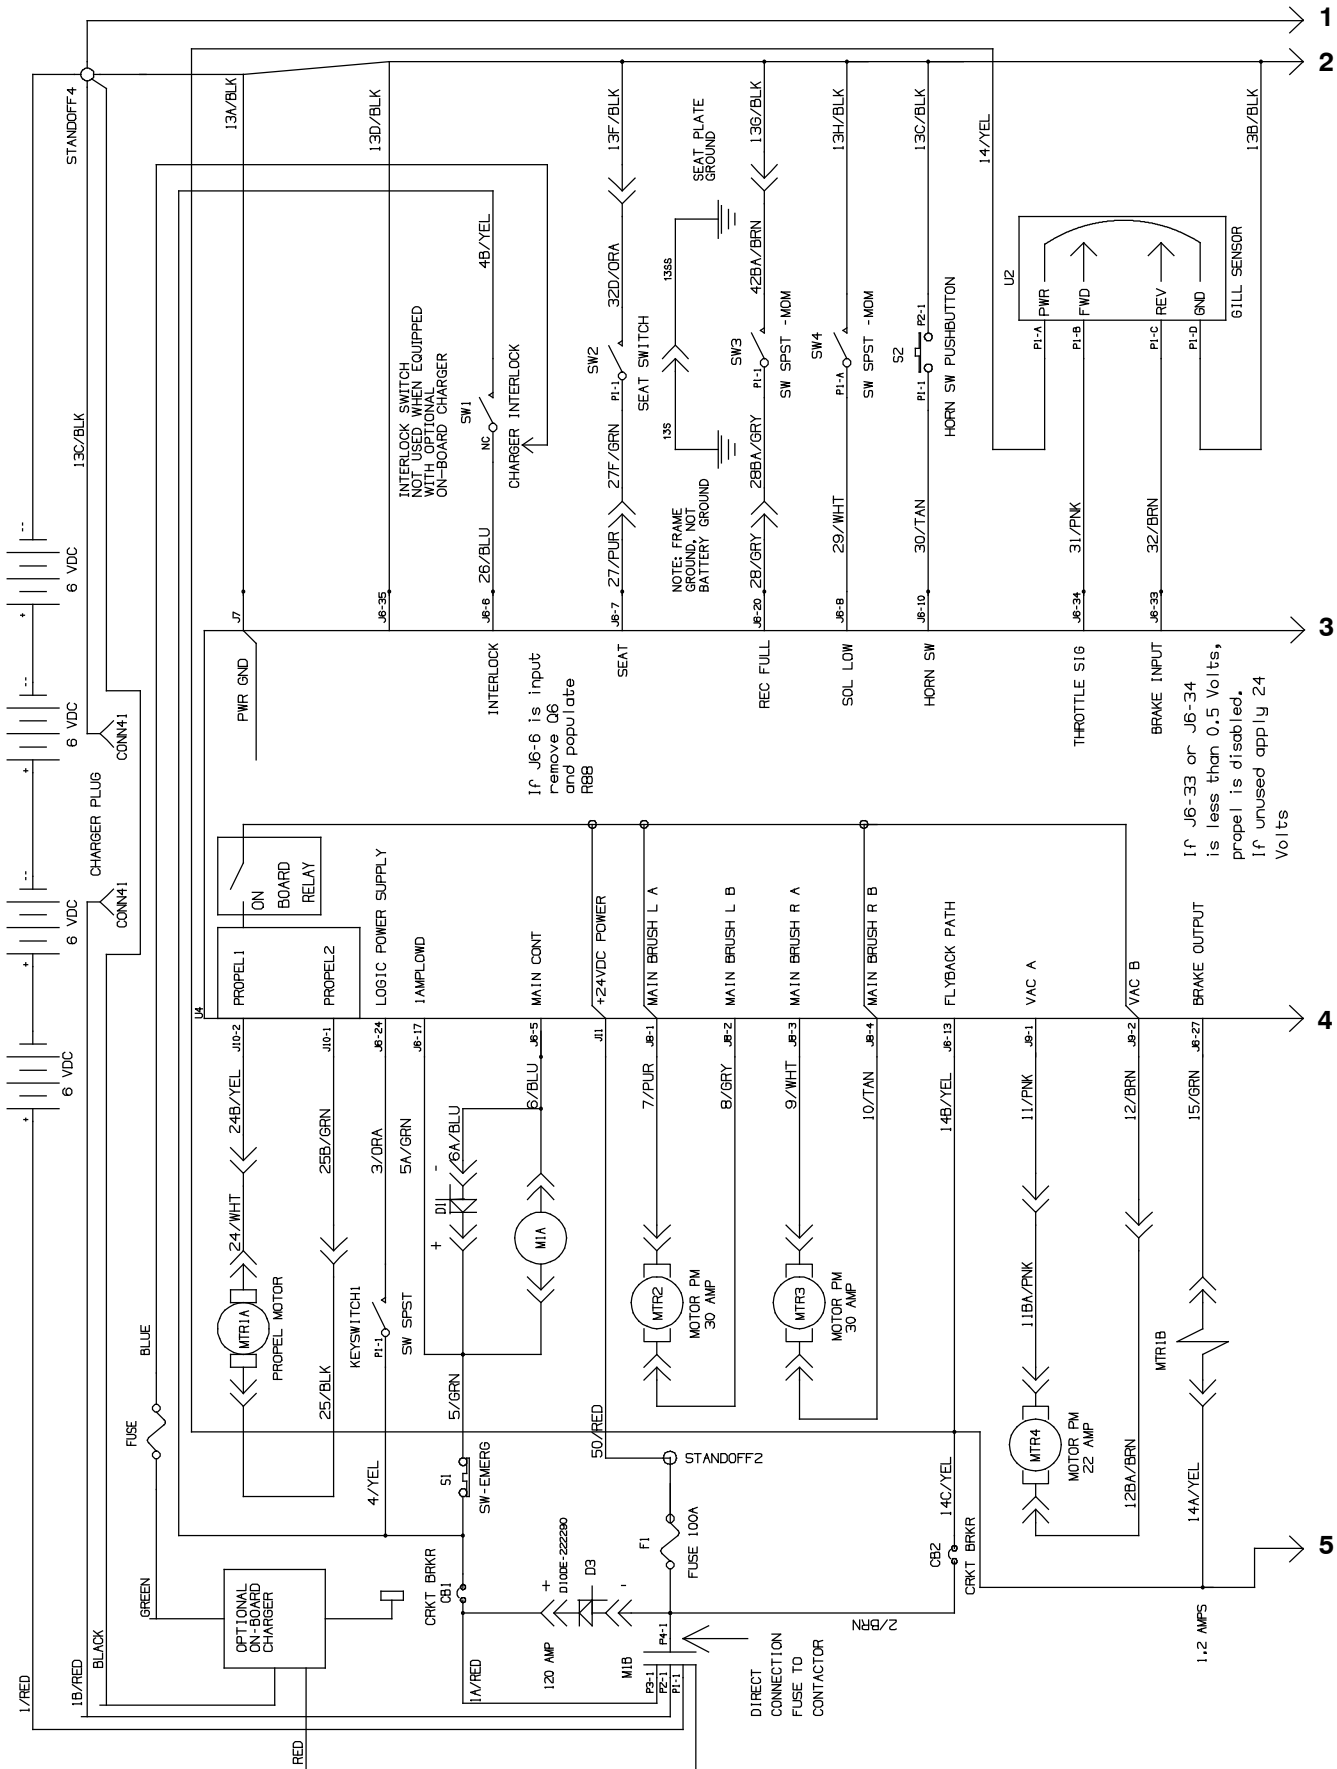 1
2
3
4
5
STANDOFF4
13C/BLK
13A/BLK
13D/BLK
13F/BLK
13G/BLK
13H/BLK
13C/BLK
14/YEL
13B/BLK
SEAT PLATE
GROUND
4B/YEL
32D/ORA
13SS
42BA/BRN
U2
PWR
FWD
REV
GND
GILL SENSOR
P1-A
P1-B
P1-C
P1-D
INTERLOCK SWITCH
NOT USED WHEN EQUIPPED
WITH OPTIONAL
ON-BOARD CHARGER
SW1
NC
CHARGER INTERLOCK
SW2
P1-1
SEAT SWITCH
SW3
P1-1
SW SPST -MOM
SW4
P1-A
SW SPST -MOM
S2
P1-1
P2-1
HORN SW PUSHBUTTON
13S
26/BLU
27F/GRN
27/PUR
NOTE: FRAME
GROUND, NOT
BATTERY GROUND
28BA/GRY
28/GRY
29/WHT
30/TAN
31/PNK
32/BRN
J7
J6-35
J6-6
J6-7
J6-20
J6-8
J6-10
J6-34
J6-33
PWR GND
INTERLOCK
SEAT
REC FULL
SOL LOW
HORN SW
THROTTLE SIG
BRAKE INPUT
If J6-6 is input
remove Q6
and populate
R88
If J6-33 or J6-34
is less than 0.5 Volts,
propel is disabled.
If unused apply 24
Volts
--
6 VDC
+
--
6 VDC
+
--
6 VDC
+
--
6 VDC
+
CONN41
CHARGER PLUG
CONN41
ON
BOARD
RELAY
U4
PROPEL1
PROPEL2
LOGIC POWER SUPPLY
1AMPLOWD
MAIN CONT
+24VDC POWER
MAIN BRUSH L A
MAIN BRUSH L B
MAIN BRUSH R A
MAIN BRUSH R B
FLYBACK PATH
VAC A
VAC B
BRAKE OUTPUT
J10-2
J10-1
J6-24
J6-17
J6-5
J11
J8-1
J8-2
J8-3
J8-4
J6-13
J9-1
J9-2
J6-27
24B/YEL
25B/GRN
3/ORA
5A/GRN
6A/BLU
6/BLU
7/PUR
8/GRY
9/WHT
10/TAN
14B/YEL
11/PNK
12/BRN
15/GRN
24/WHT
D1
+
-
M1A
MTR1A
PROPEL MOTOR
KEYSWITCH1
P1-1
SW SPST
MTR2
MOTOR PM
30 AMP
MTR3
MOTOR PM
30 AMP
11BA/PNK
MTR1B
BLUE
FUSE
25/BLK
5/GRN
50/RED
STANDOFF2
MTR4
MOTOR PM
22 AMP
4/YEL
S1
SW-EMERG
14C/YEL
12BA/BRN
14A/YEL
GREEN
OPTIONAL
ON-BOARD
CHARGER
CRKT BRKR
CB1
+
DIODE-222290
D3
-
F1
FUSE 100A
CB2
CRKT BRKR
2/BRN
1.2 AMPS
1/RED
1B/RED
BLACK
RED
1A/RED
120 AMP
M1B
P4-1
P3-1
P2-1
P1-1
DIRECT
CONNECTION
FUSE TO
CONTACTOR